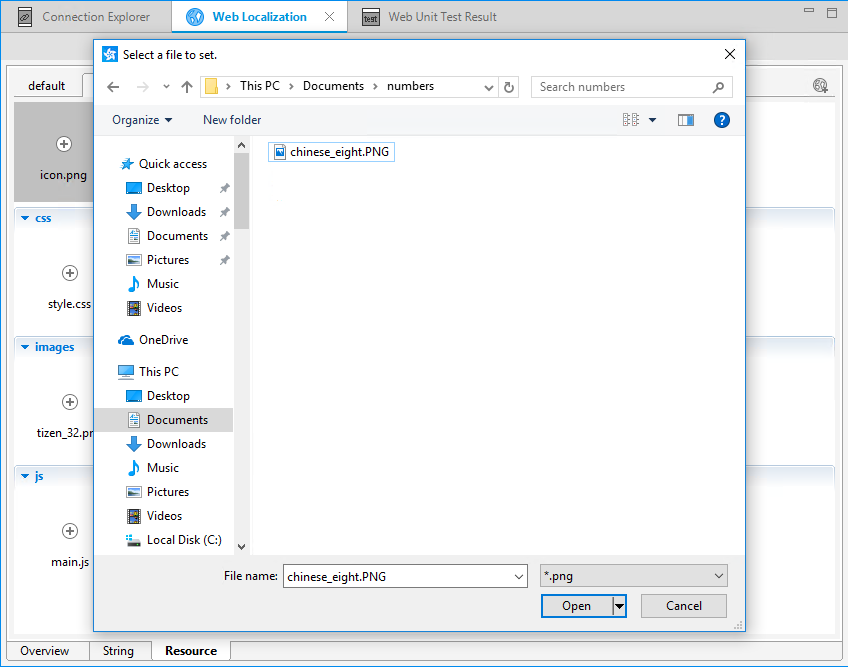 Connection Explorer
Web Localization
test
Web Unit Test Result
Select a file to set.
default
This PC
Documents
numbers
Search numbers
Organize
New folder
icon.png
css
style.css
images
tizen_32.pr
js
main.js
Quick access
Desktop
Downloads
Documents
Pictures
Music
Videos
OneDrive
This PC
Desktop
Documents
Downloads
Music
Pictures
Videos
Local Disk (C:)
chinese_eight.PNG
File name:
chinese_eight.PNG
*.png
Open
Cancel
Overview
String
Resource